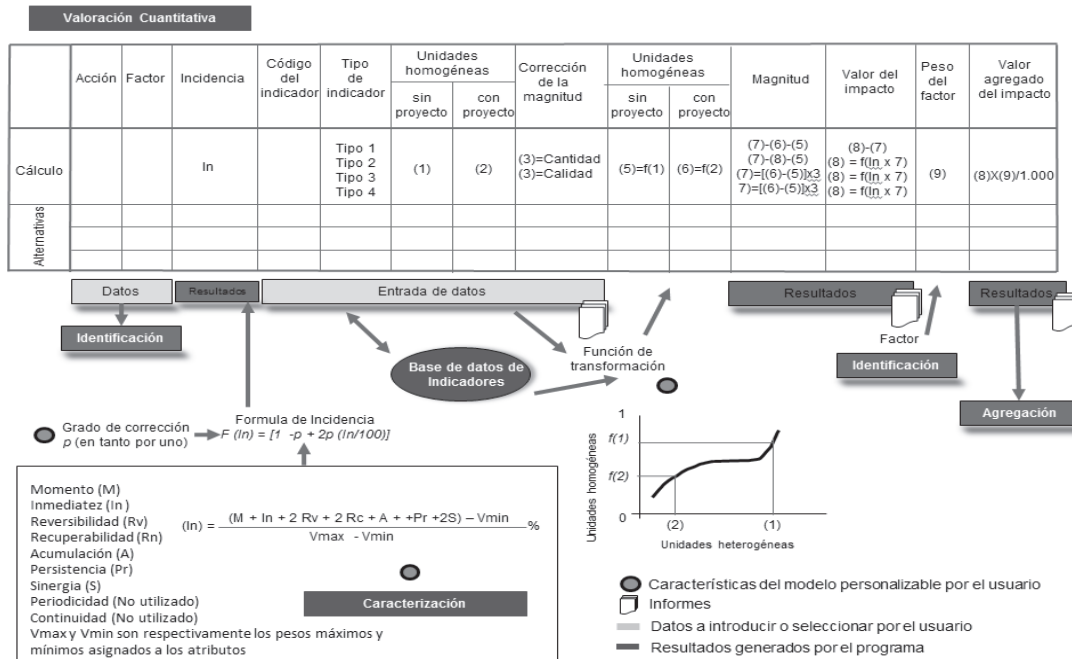 Valoración Cuantitativa
Acción
Factor
Incidencia
Código
del
indicador
Tipo
de
indicador
Unidades
homogéneas
sin
proyecto
con
proyecto
Corrección
de la
magnitud
Unidades
homogéneas
sin
proyecto
con
proyecto
Magnitud
Valor del
impacto
Peso
del
factor
Valor
agregado
del impacto
Cálculo
In
Tipo 1
Tipo 2
Tipo 3
Tipo 4
(1)
(2)
(3)=Cantidad
(3)=Calidad
(5)=f(1)
(6)=f(2)
(7)-(6)-(5)
(7)-(8)-(5)
(7)=[(6)-(5)]x3
7)=[(6)-(5)]x3
(8)-(7)
(8) = f(In x 7)
(8) = f(In x 7)
(8) = f(In x 7)
(9)
(8)X(9)/1.000
Alternativas
Datos
Resultados
Entrada de datos
Resultados
Resultados
Identificación
Base de datos de
Indicadores
Función de
transformación
Factor
Identificación
Agregación
Grado de corrección
p (en tanto por uno)
Formula de Incidencia
F (In) = [1 -p + 2p (In/100)]
Momento (M)
Inmediatez (In )
Reversibilidad (Rv)
Recuperabilidad (Rn)
Acumulación (A)
Persistencia (Pr)
Sinergia (S)
Periodicidad (No utilizado)
Continuidad (No utilizado)
Vmax y Vmin son respectivamente los pesos máximos y
mínimos asignados a los atributos
(In) = (M + In + 2 Rv + 2 Rc + A + +Pr +2S) – Vmin
Vmax - Vmin
%
Caracterización
Unidades homogéneas
1
f(1)
f(2)
0
(2)
(1)
Unidades heterogéneas
Características del modelo personalizable por el usuario
Informes
Datos a introducir o seleccionar por el usuario
Resultados generados por el programa